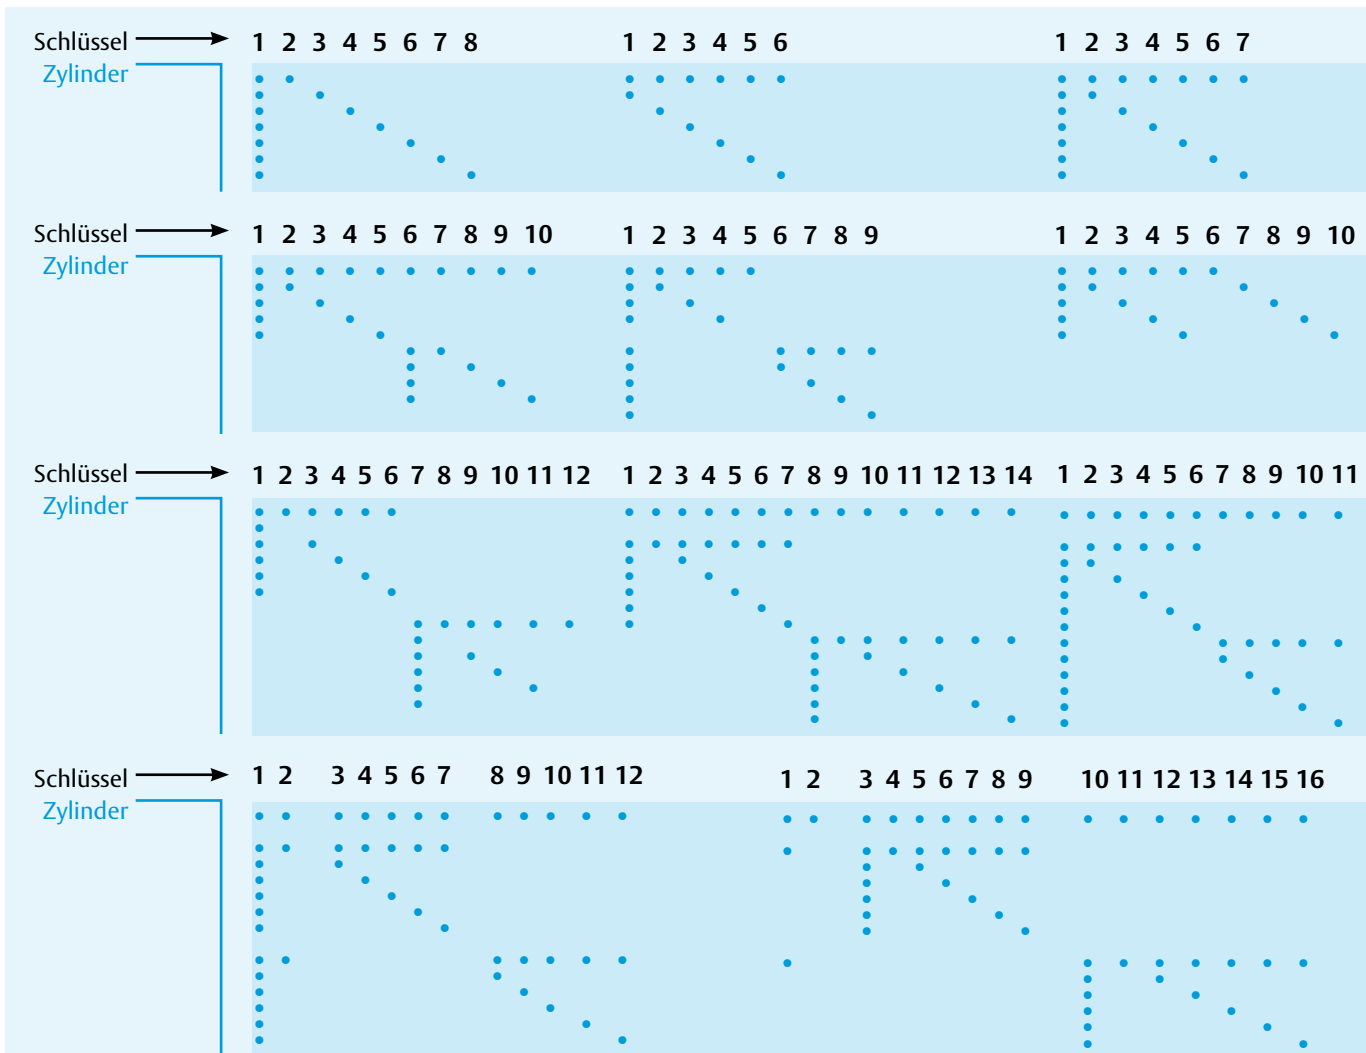 Schlüssel 1 2 3 4 5 6 7 8 1 2 3 4 5 6 1 2 3 4 5 6 7
Zylinder
Schlüssel 1 2 3 4 5 6 7 8 9 10 1 2 3 4 5 6 7 8 9 1 2 3 4 5 6 7 8 9 10
Zylinder
Schlüssel 1 2 3 4 5 6 7 8 9 10 11 12 1 2 3 4 5 6 7 8 9 10 11 12 13 14 1 2 3 4 5 6 7 8 9 10 11
Zylinder
Schlüssel 1 2 3 4 5 6 7 8 9 10 11 12 1 2 3 4 5 6 7 8 9 10 11 12 13 14 15 16
Zylinder